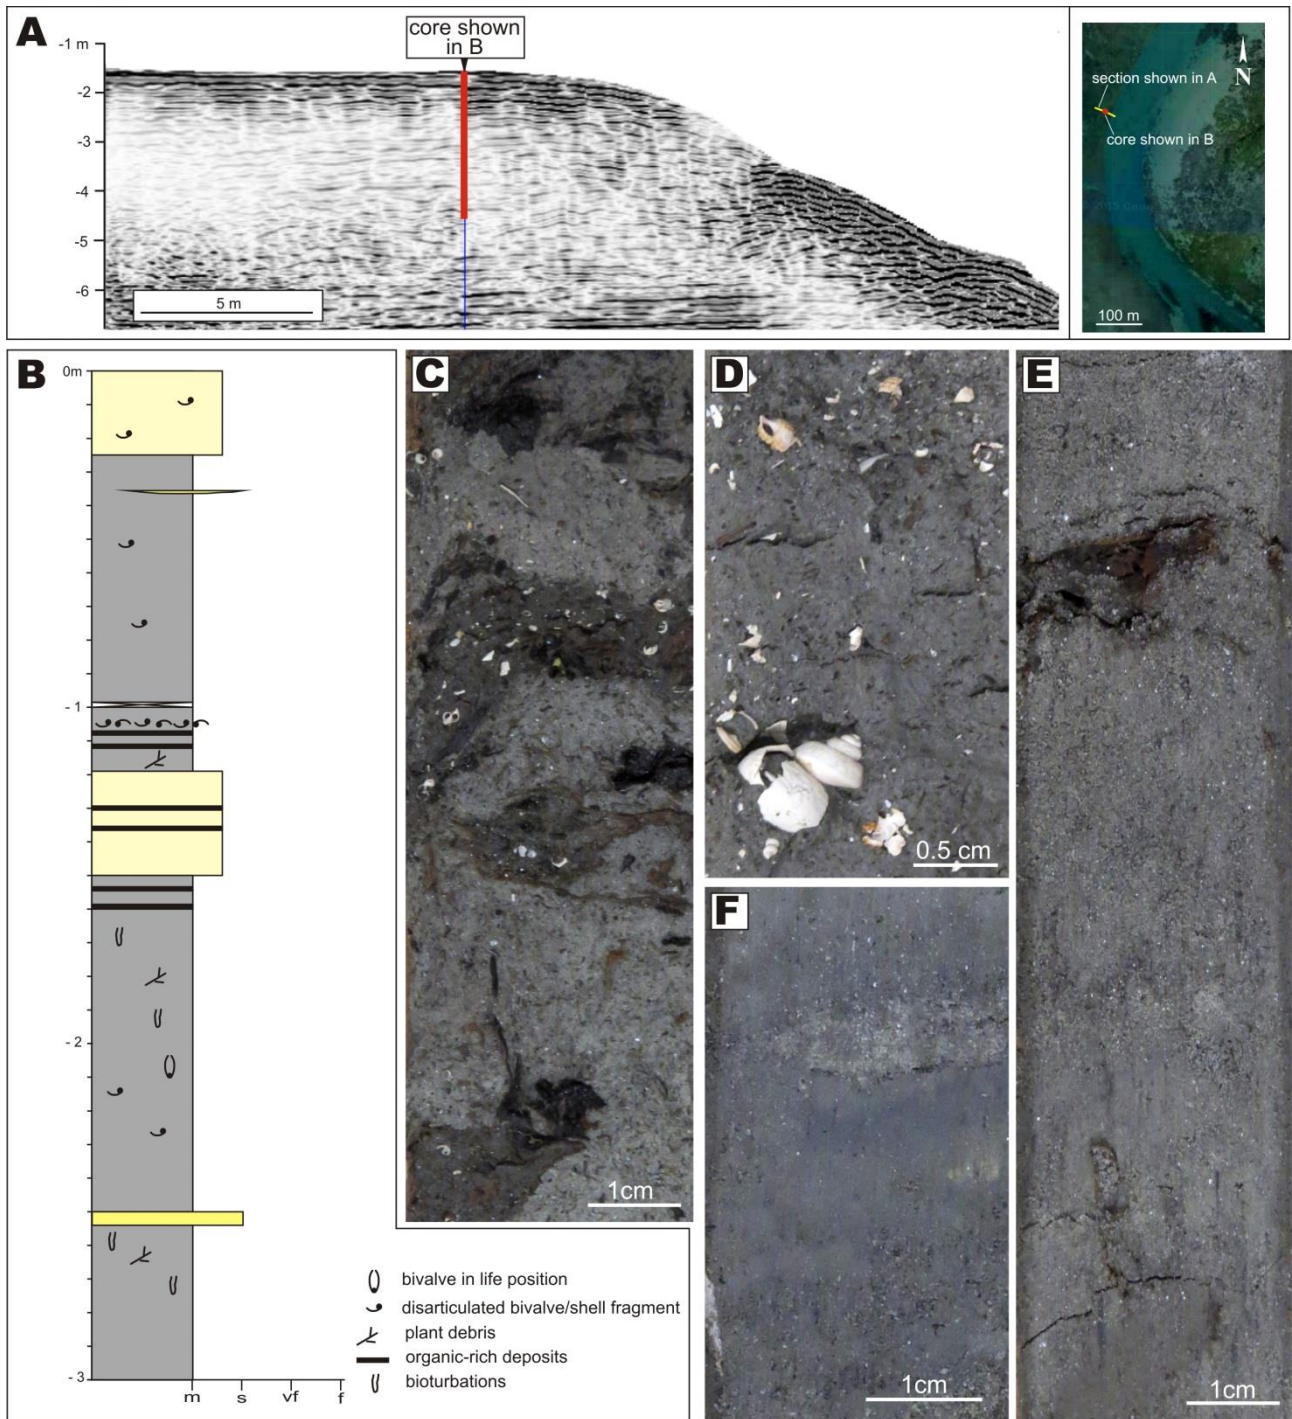 A
core shown
in B
-1 m
-2
-3
-4
-5
-6
5 m
N
section shown in A
core shown in B
100 m
B
0m
- 1
- 2
- 3
m s vf f
bivalve in life position
disarticulated bivalve/shell fragment
plant debris
organic-rich deposits
bioturbations
C
1cm
D
0.5 cm
F
1cm
E
1cm